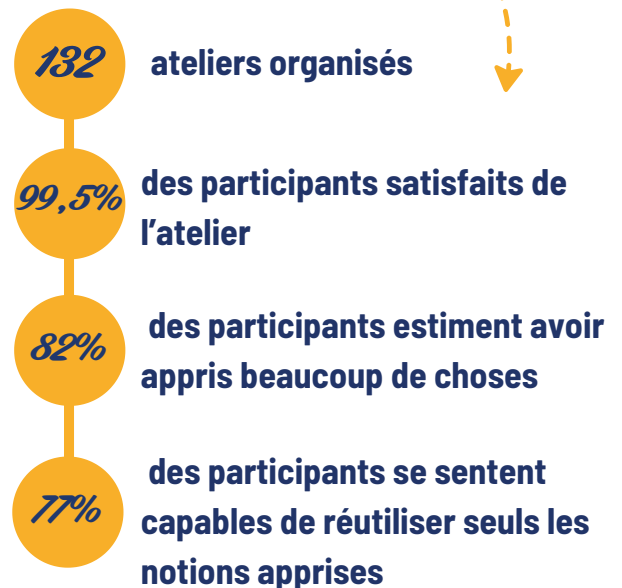 132
ateliers organisés
99,5%
des participants satisfaits de
l’atelier
82%
des participants estiment avoir
appris beaucoup de choses
77%
des participants se sentent
capables de réutiliser seuls les
notions apprises